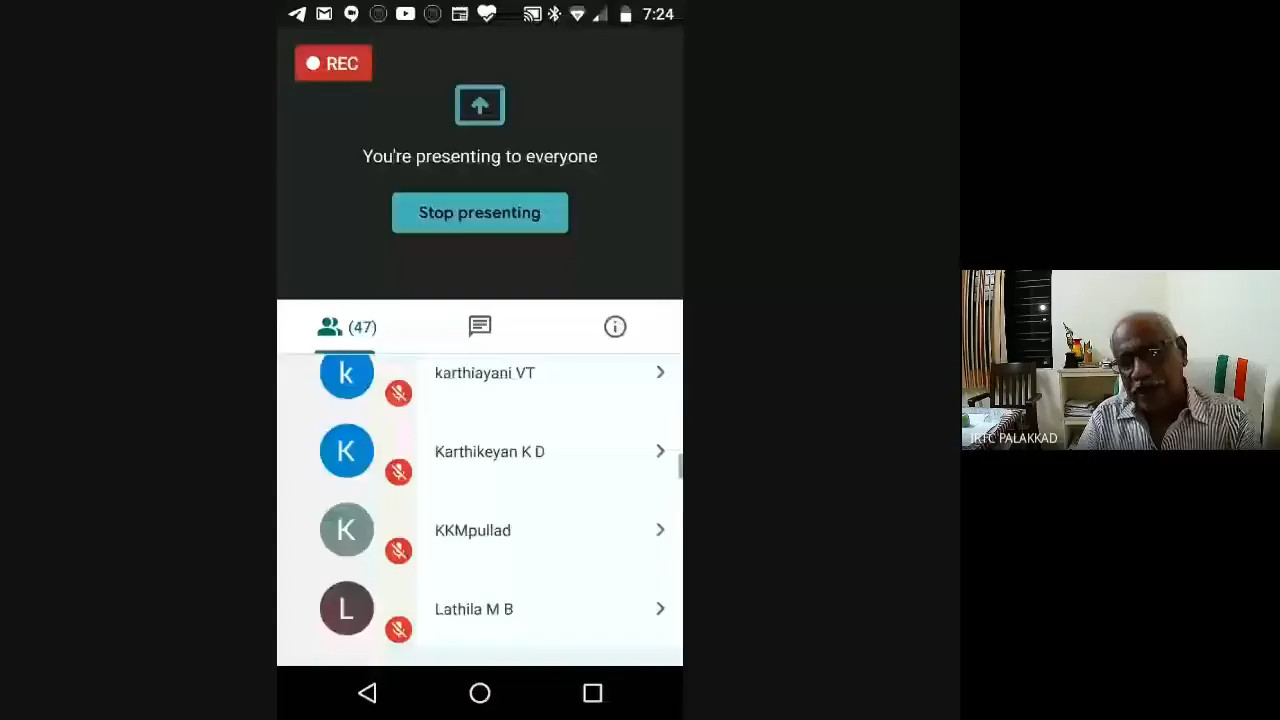 7:24
REC
You're presenting to everyone
Stop presenting
(47)
k
karthiayani VT
K
Karthikeyan K D
K
KKMpullad
L
Lathila M B
IRTC PALAKKAD